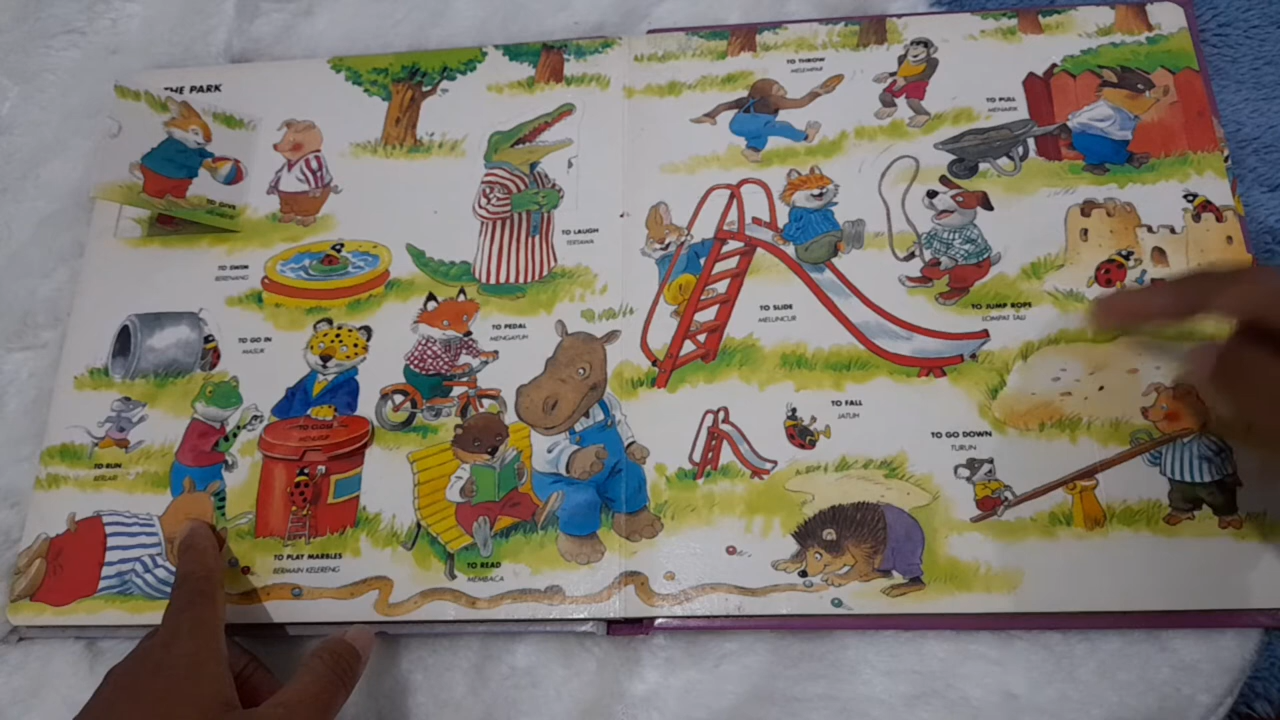 THE PARK
TO GIVE
MEMBERI
TO SWIM
BERENANG
TO LAUGH
TERTAWA
TO GO IN
MASUK
TO PEDAL
MENGAYUH
TO CLOSE
MENUTUP
TO RUN
BERLARI
TO PLAY MARBLES
BERMAIN KELERENG
TO READ
MEMBACA
TO THROW
MELEMPAR
TO PULL
MENARIK
TO SLIDE
MELUNCUR
TO JUMP ROPE
LOMPAT TALI
TO FALL
JATUH
TO GO DOWN
TURUN